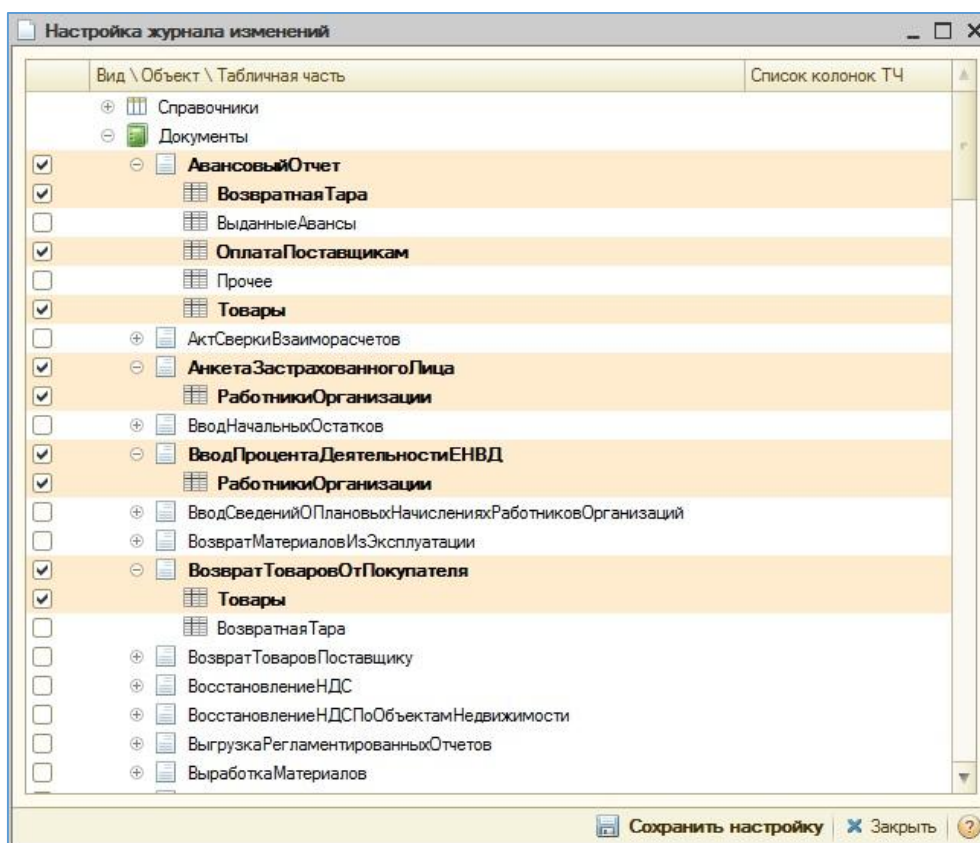 Настройка журнала изменений
Вид \ Объект \ Табличная часть Список колонок ТЧ
Справочники
Документы
АвансовыйОтчет
ВозвратнаяТара
ВыданныеАвансы
ОплатаПоставщикам
Прочее
Товары
АктСверкиВзаиморасчетов
АнкетаЗастрахованногоЛица
РаботникиОрганизации
ВводНачальныхОстатков
ВводПроцентаДеятельностиЕНВД
РаботникиОрганизации
ВводСведенийОПлановыхНачисленияхРаботниковОрганизаций
ВозвратМатериаловИзЭксплуатации
ВозвратТоваровОтПокупателя
Товары
ВозвратнаяТара
ВозвратТоваровПоставщику
ВосстановлениеНДС
ВосстановлениеНДСПоОбъектамНедвижимости
ВыгрузкаРегламентированныхОтчетов
ВыработкаМатериалов
Сохранить настройку Закрыть ?